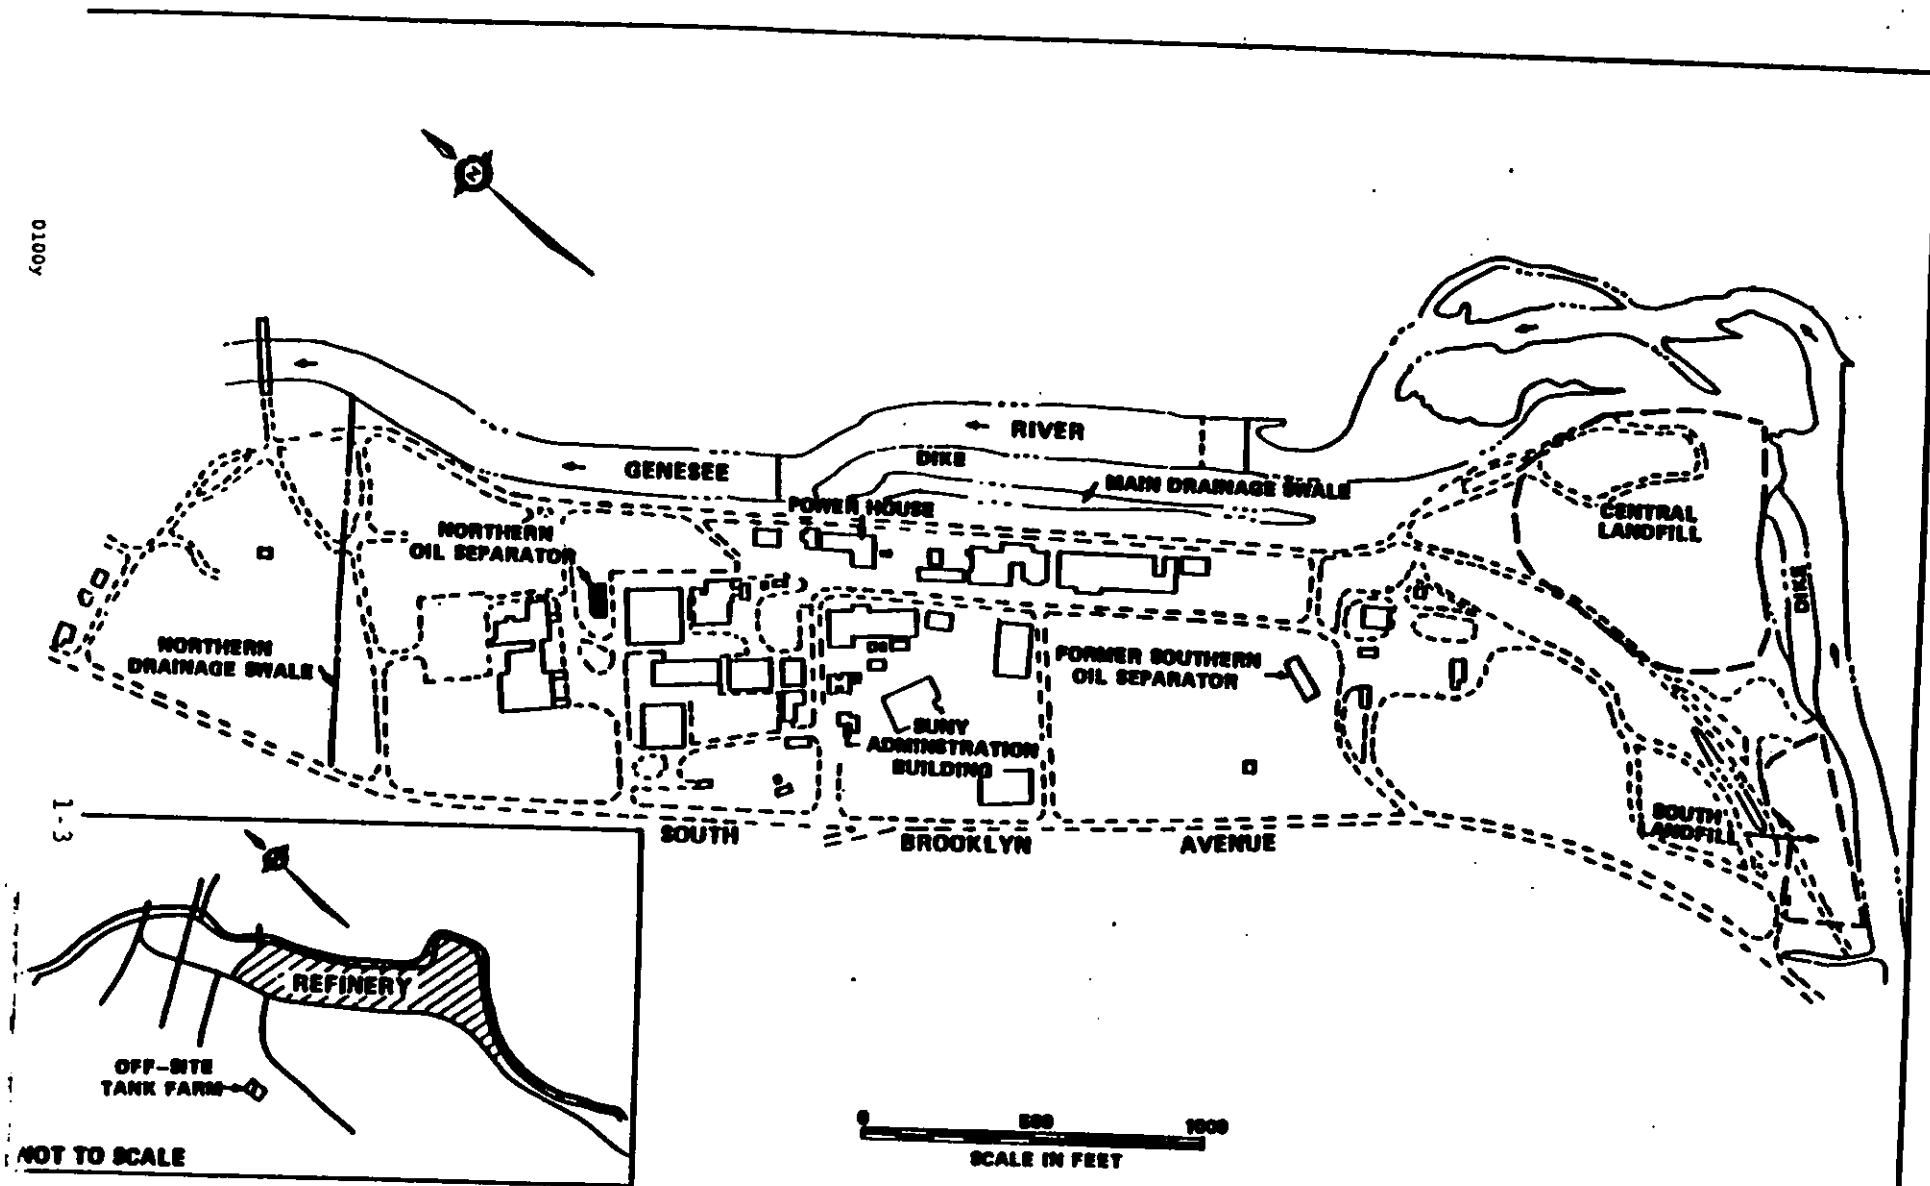 0100y
N
RIVER
GENESEE
DIKE
MAIN DRAINAGE SWALE
POWER HOUSE
NORTHERN
OIL SEPARATOR
CENTRAL
LANDFILL
DIKE
NORTHERN
DRAINAGE SWALE
FORMER SOUTHERN
OIL SEPARATOR
SUNY
ADMINSTRATION
BUILDING
SOUTH
LANDFILL
SOUTH BROOKLYN AVENUE
1-3
REFINERY
OFF-SITE
TANK FARM
NOT TO SCALE
0 500 1000
SCALE IN FEET